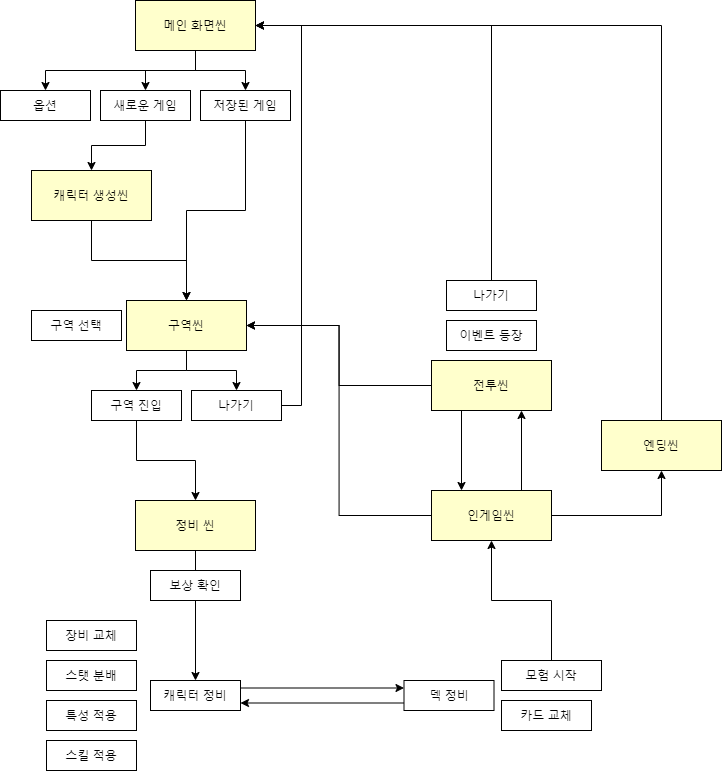 메인 화면씬
옵션
새로운 게임
저장된 게임
캐릭터 생성씬
나가기
구역 선택
구역씬
이벤트 등장
전투씬
구역 진입
나가기
엔딩씬
정비 씬
인게임씬
보상 확인
장비 교체
스탯 분배
특성 적용
스킬 적용
캐릭터 정비
덱 정비
모험 시작
카드 교체